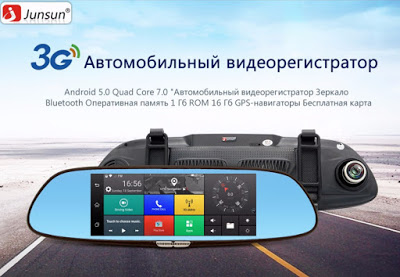 Junsun
3G Автомобильный видеорегистратор
Android 5.0 Quad Core 7.0 "Автомобильный видеорегистратор Зеркало
Bluetooth Оперативная память 1 Гб ROM 16 Гб GPS-навигаторы Бесплатная карта
16:56